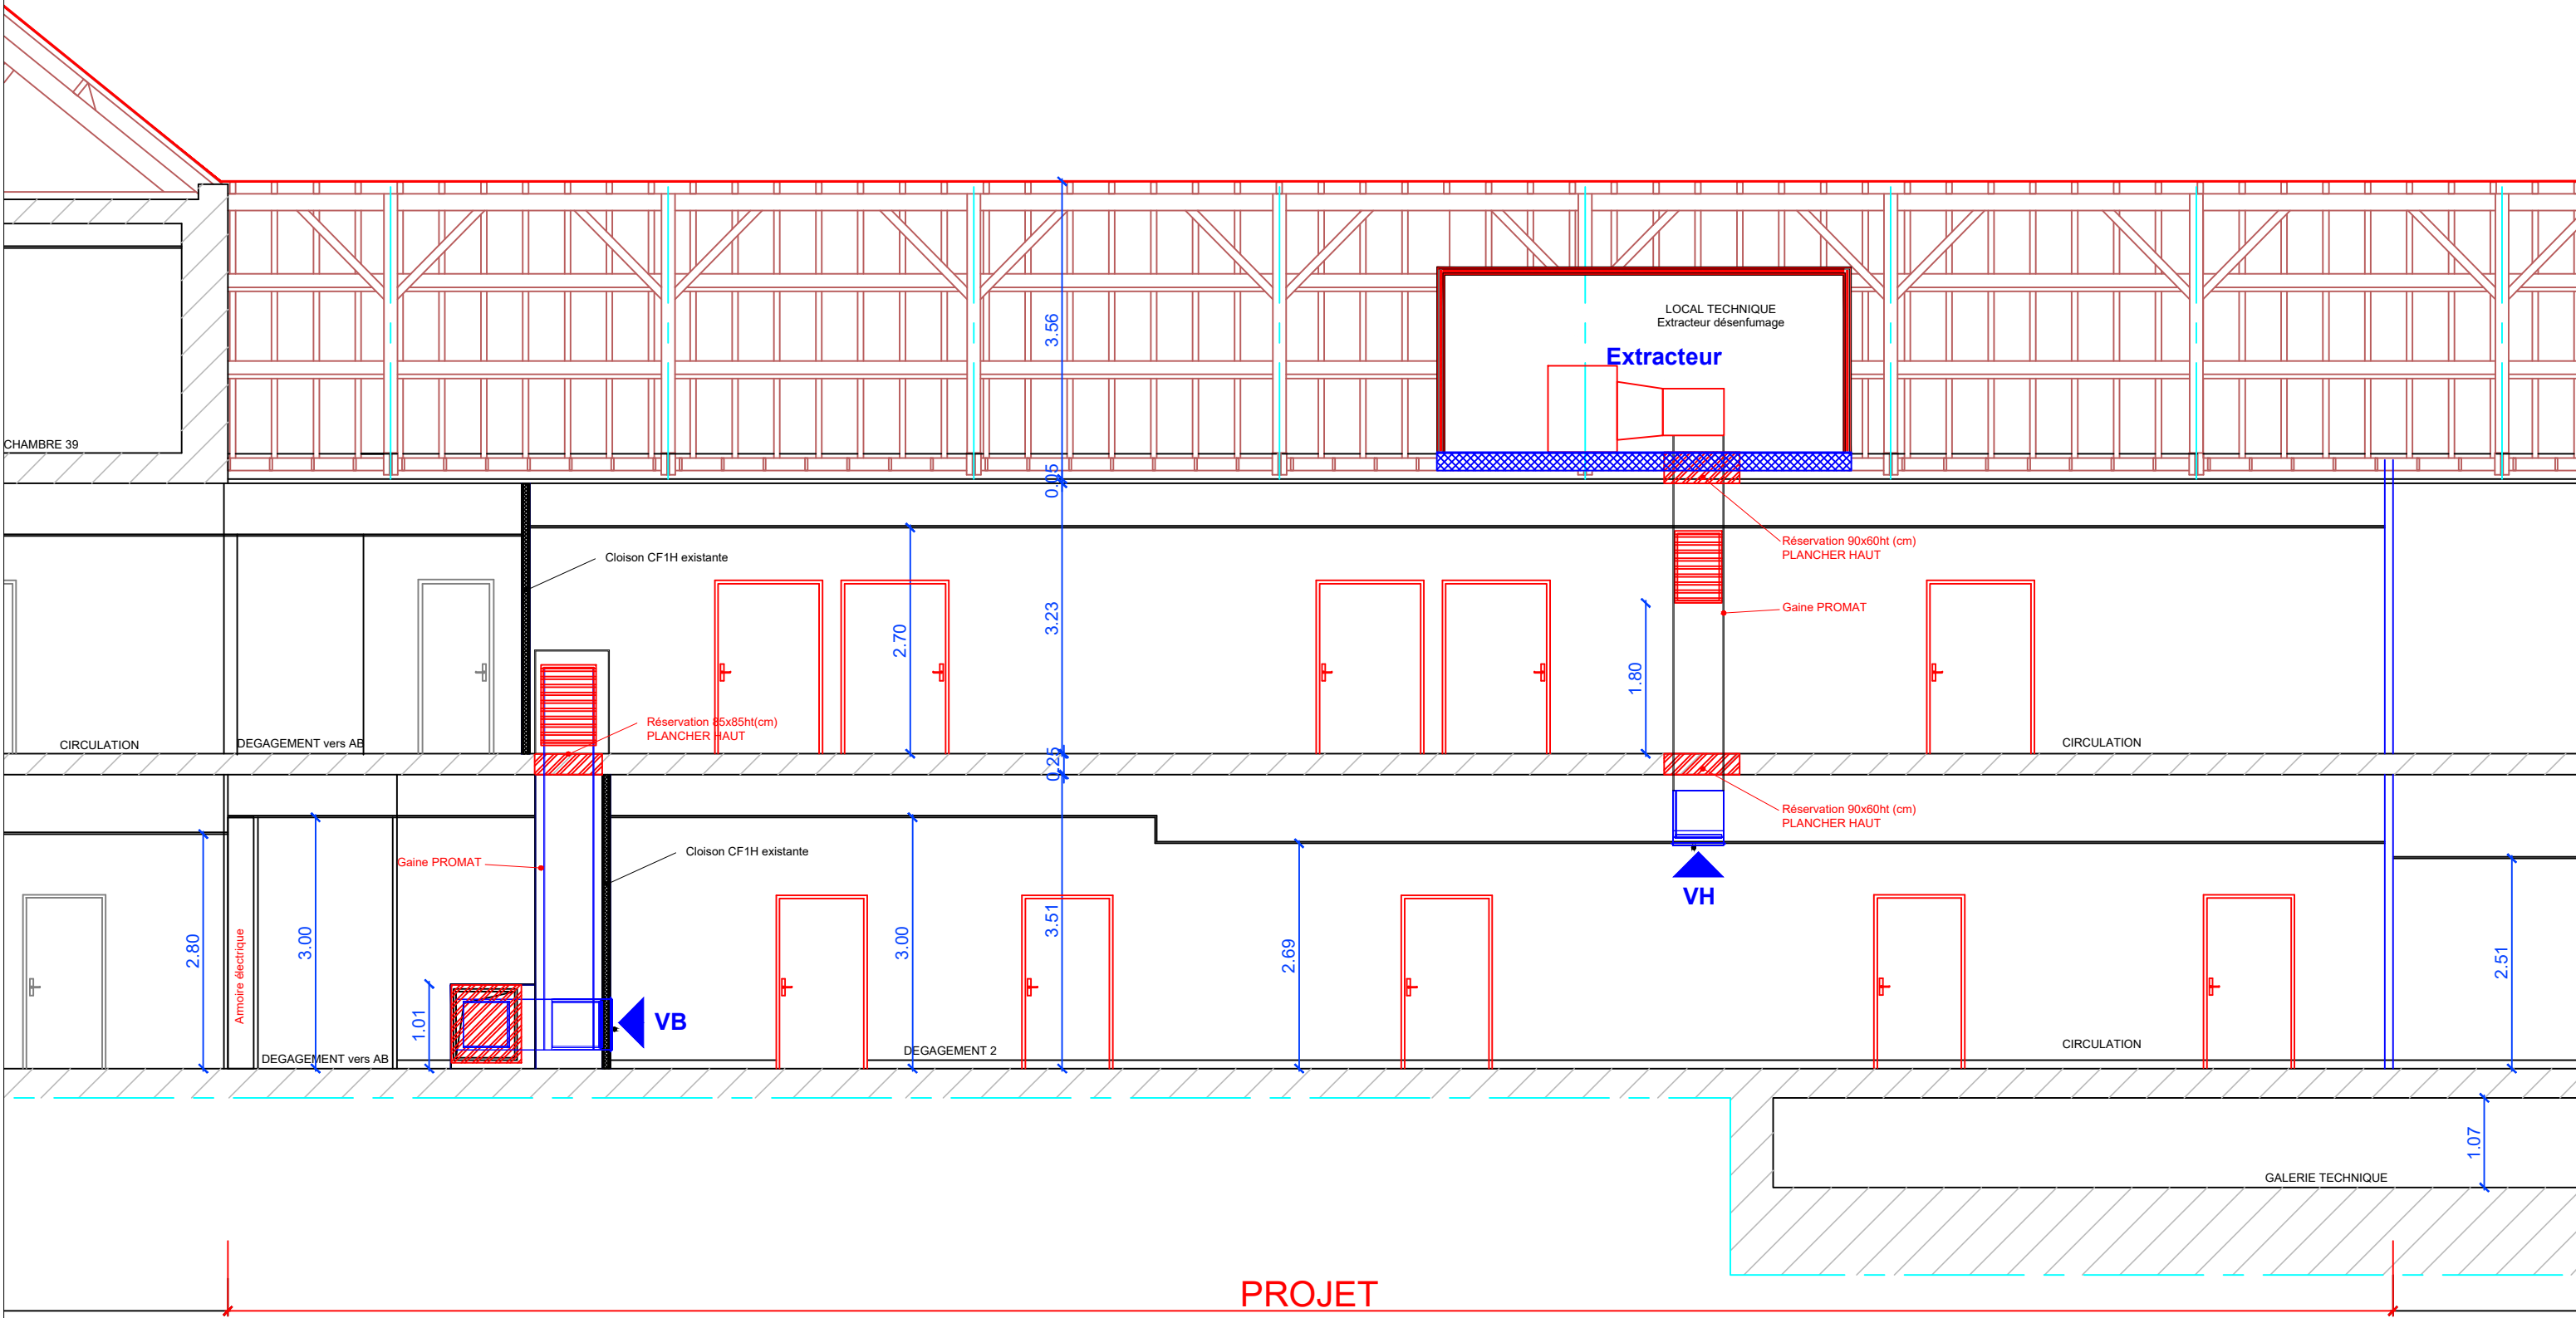 LOCAL TECHNIQUE
Extracteur désenfumage
3.56
Extracteur
CHAMBRE 39
0.05
Réservation 90x60ht (cm)
PLANCHER HAUT
Cloison CF1H existante
Gaine PROMAT
3.23
2.70
1.80
Réservation 85x85ht(cm)
PLANCHER HAUT
CIRCULATION
DEGAGEMENT vers AB
CIRCULATION
0.25
Réservation 90x60ht (cm)
PLANCHER HAUT
Cloison CF1H existante
Gaine PROMAT
VH
2.80
Armoire électrique
3.00
3.00
3.51
2.69
2.51
1.01
VB
DEGAGEMENT vers AB
DEGAGEMENT 2
CIRCULATION
1.07
GALERIE TECHNIQUE
PROJET